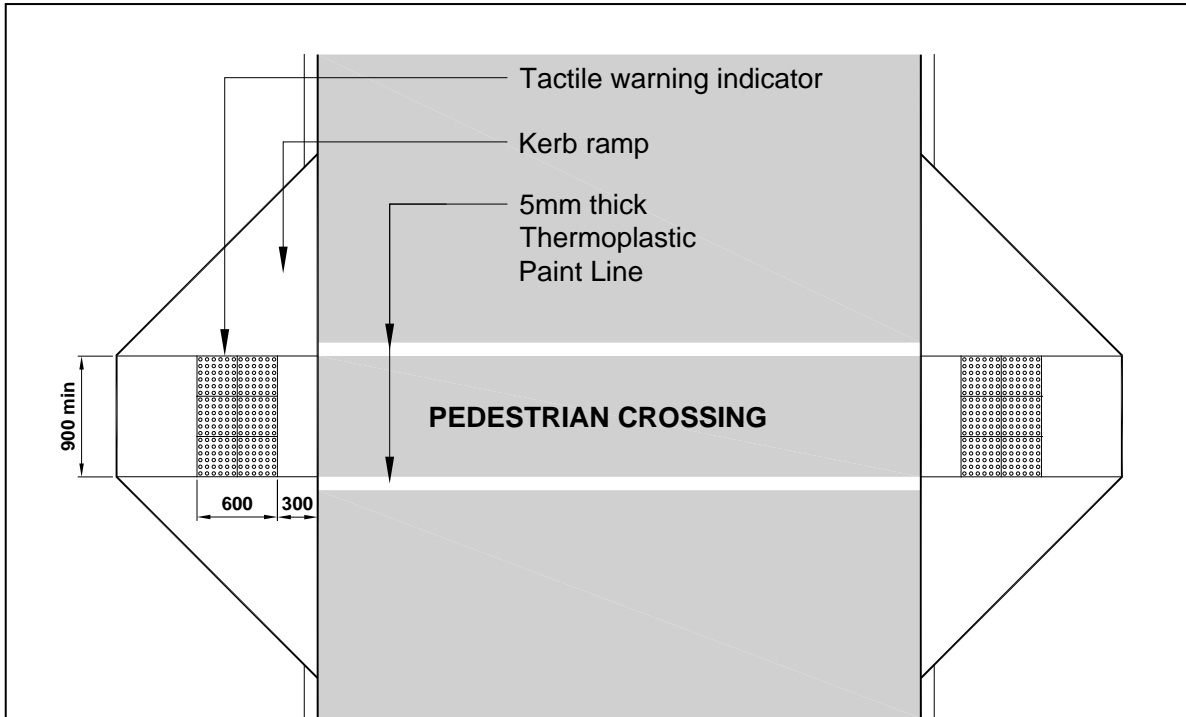 Tactile warning indicator
Kerb ramp
5mm thick
Thermoplastic
Paint Line
900 min
PEDESTRIAN CROSSING
600
300